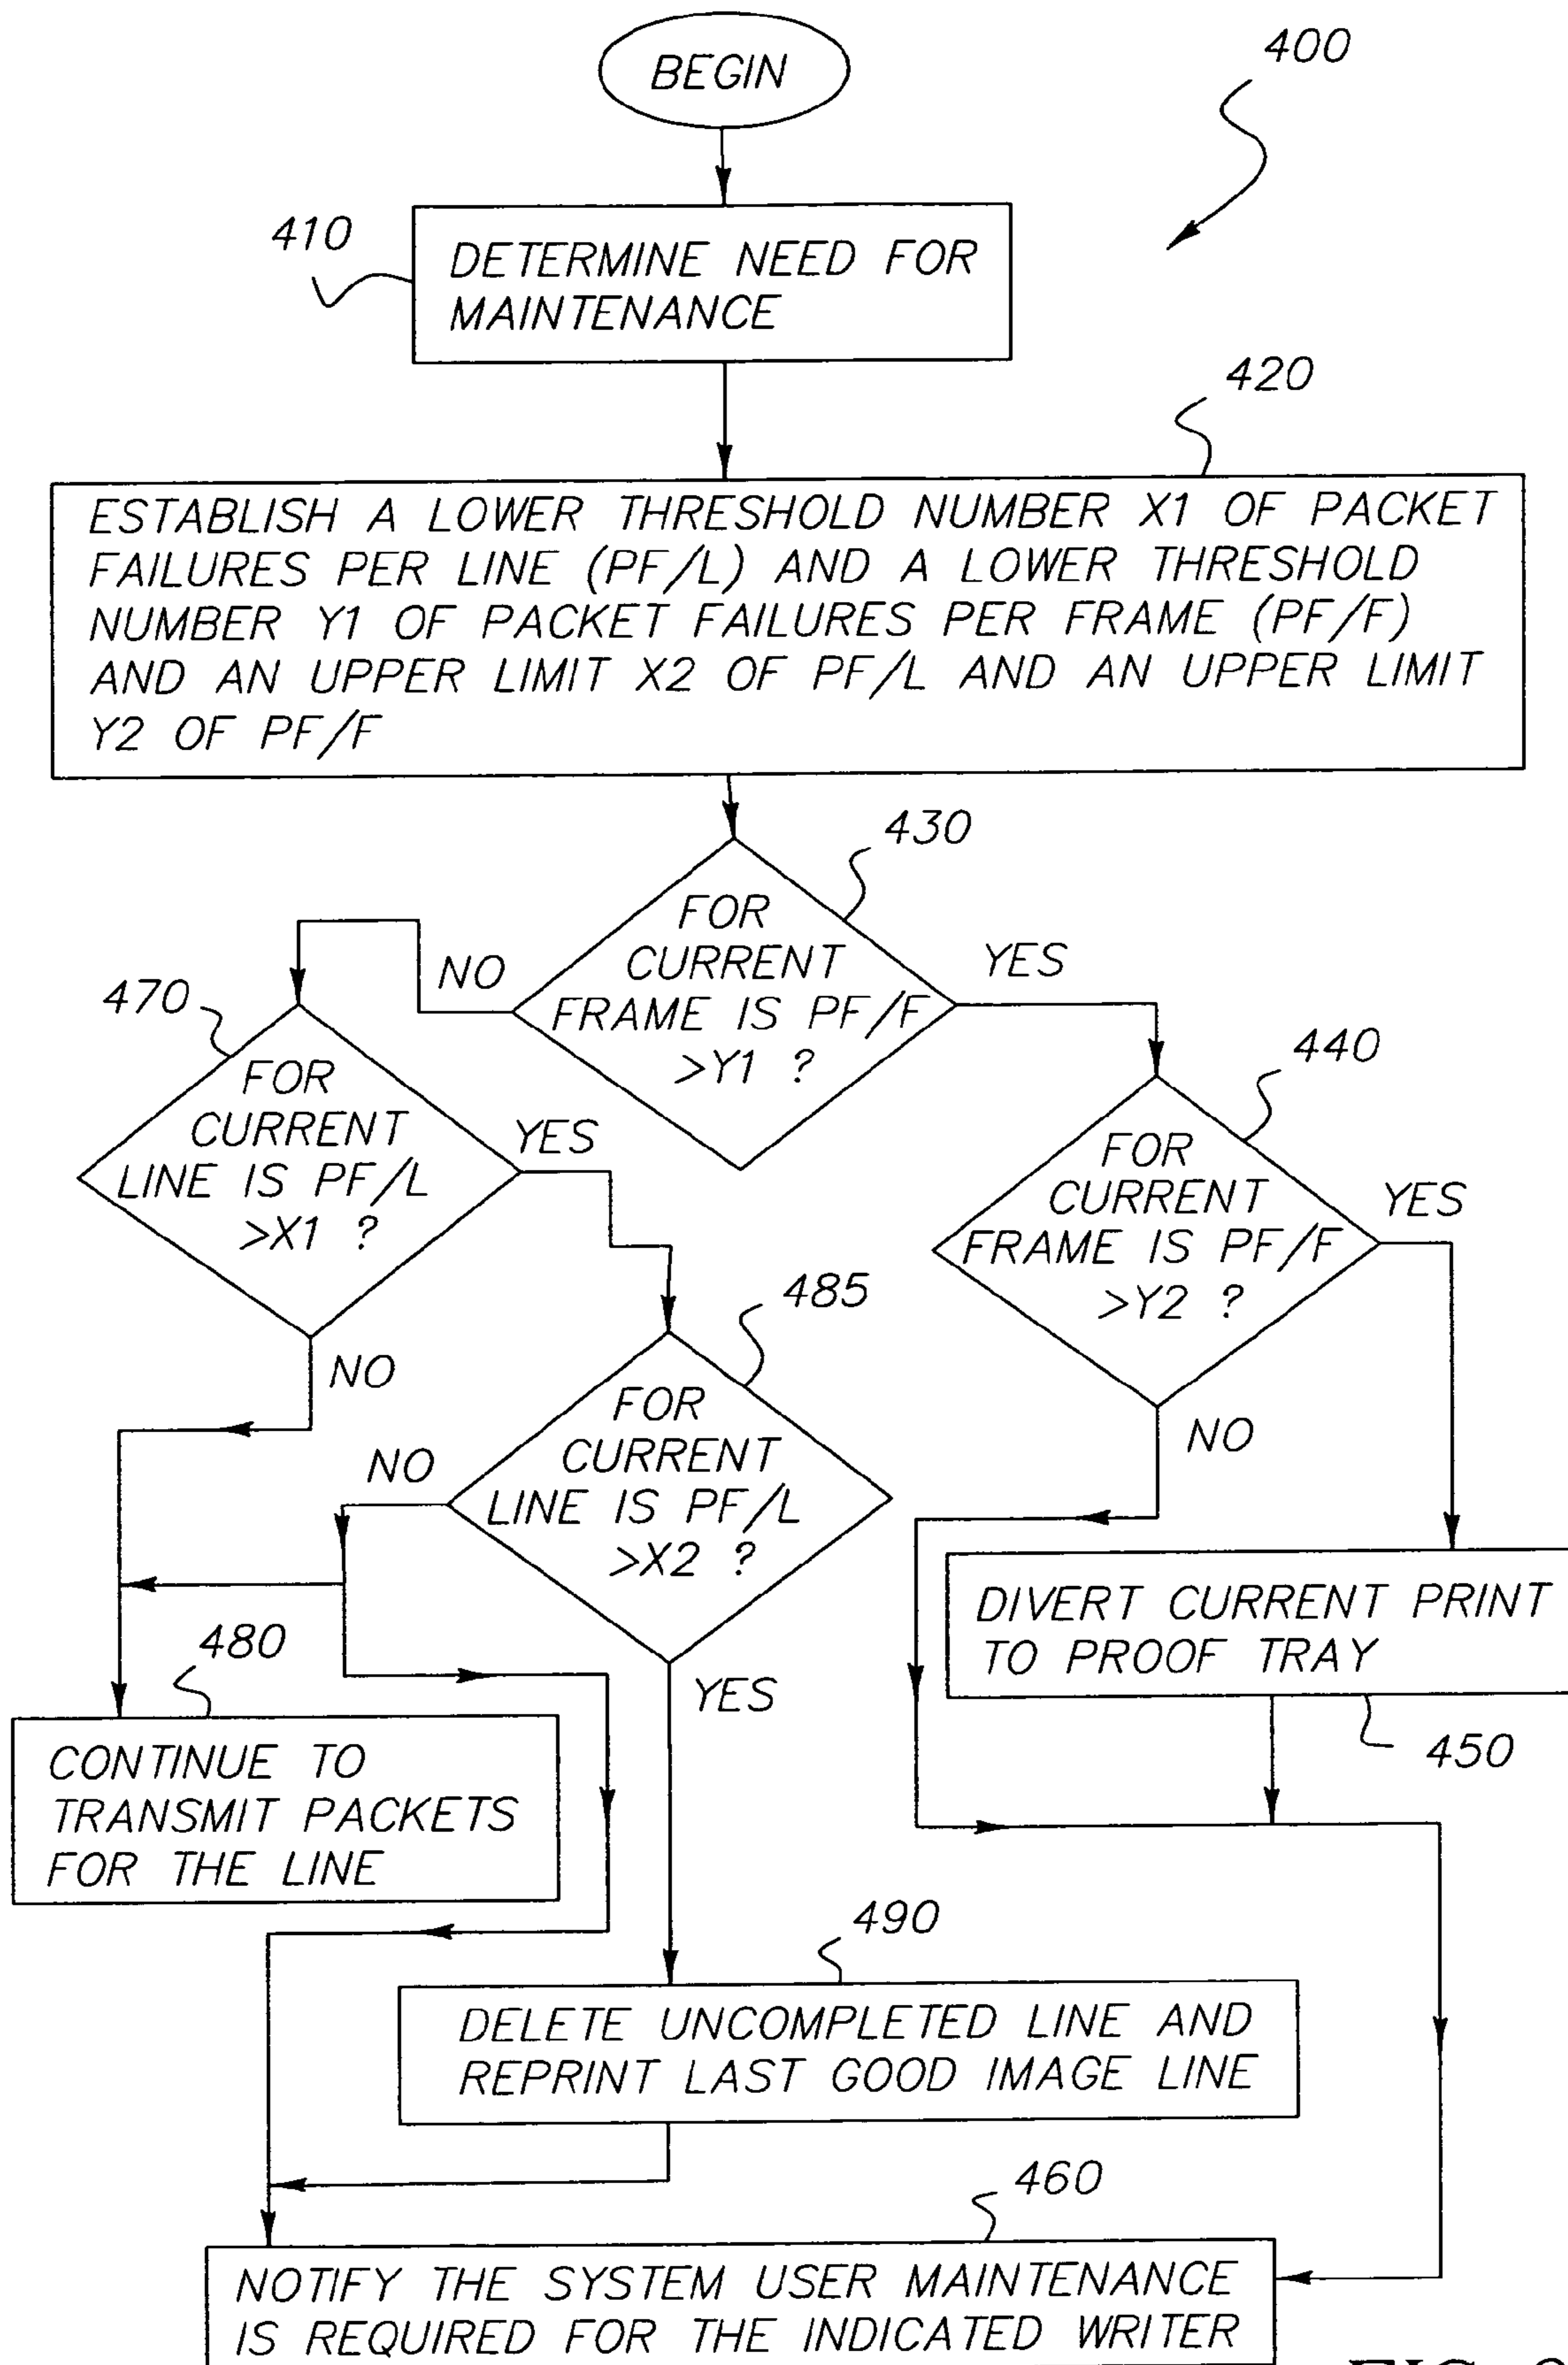 BEGIN
400
410
DETERMINE NEED FOR
MAINTENANCE
420
ESTABLISH A LOWER THRESHOLD NUMBER X1 OF PACKET
FAILURES PER LINE (PF/L) AND A LOWER THRESHOLD
NUMBER Y1 OF PACKET FAILURES PER FRAME (PF/F)
AND AN UPPER LIMIT X2 OF PF/L AND AN UPPER LIMIT
Y2 OF PF/F
430
FOR
CURRENT
FRAME IS PF/F
>Y1 ?
NO
YES
470
FOR
CURRENT
LINE IS PF/L
>X1 ?
YES
NO
440
FOR
CURRENT
FRAME IS PF/F
>Y2 ?
YES
NO
485
FOR
CURRENT
LINE IS PF/L
>X2 ?
NO
YES
DIVERT CURRENT PRINT
TO PROOF TRAY
450
480
CONTINUE TO
TRANSMIT PACKETS
FOR THE LINE
490
DELETE UNCOMPLETED LINE AND
REPRINT LAST GOOD IMAGE LINE
460
NOTIFY THE SYSTEM USER MAINTENANCE
IS REQUIRED FOR THE INDICATED WRITER